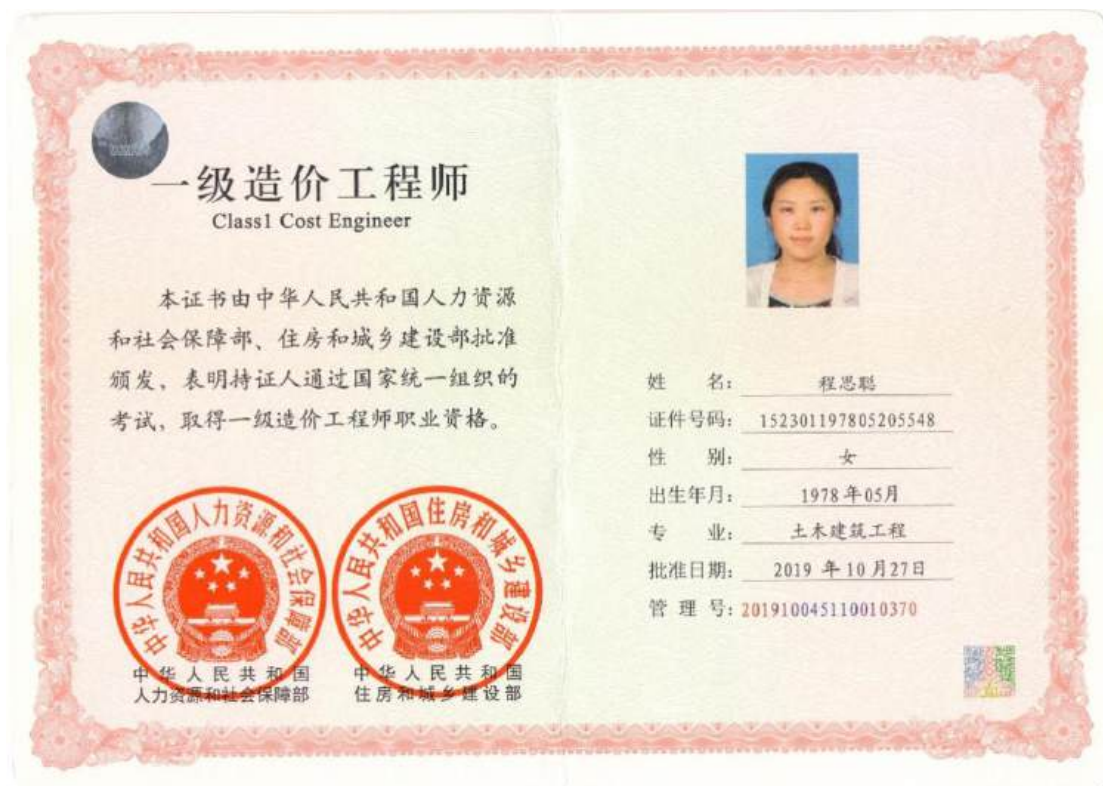 一级造价工程师
Class1 Cost Engineer
本证书由中华人民共和国人力资源
和社会保障部、住房和城乡建设部批准
颁发,表明持证人通过国家统一组织的
考试,取得一级造价工程师职业资格。
中华人民共和国人力资源和社会保障部
中华人民共和国住房和城乡建设部
中华人民共和国
人力资源和社会保障部
中华人民共和国
住房和城乡建设部
姓 名: 程思聪
证件号码: 152301197805205548
性 别: 女
出生年月: 1978年05月
专 业: 土木建筑工程
批准日期: 2019 年10月27日
管 理 号: 201910045110010370